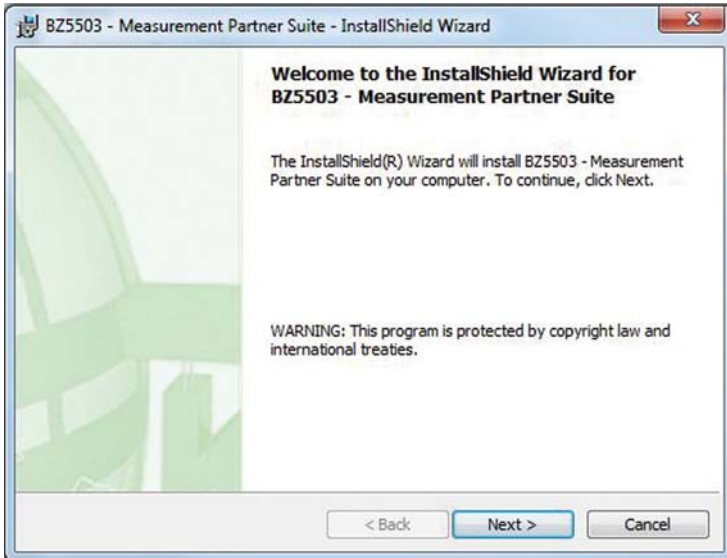 BZ5503 - Measurement Partner Suite - InstallShield Wizard
Welcome to the InstallShield Wizard for
BZ5503 - Measurement Partner Suite
The InstallShield(R) Wizard will install BZ5503 - Measurement
Partner Suite on your computer. To continue, click Next.
WARNING: This program is protected by copyright law and
international treaties.
< Back
Next >
Cancel